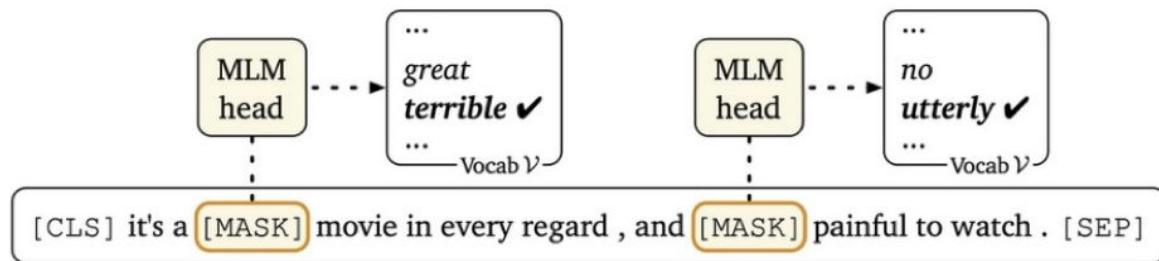 MLM
head
...
great
terrible ✔
...
Vocab 𝒱
MLM
head
...
no
utterly ✔
...
Vocab 𝒱
[CLS] it's a [MASK] movie in every regard , and [MASK] painful to watch . [SEP]